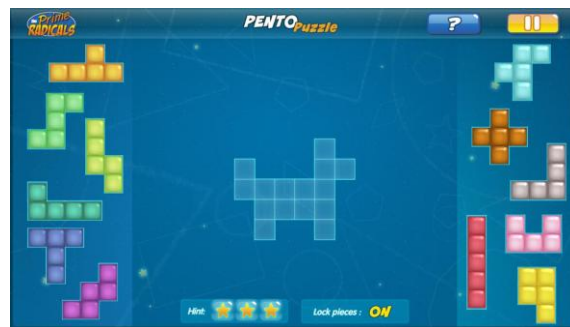 Prime
RADICALS
PENTO Puzzle
?
Hint:
Lock pieces : ON